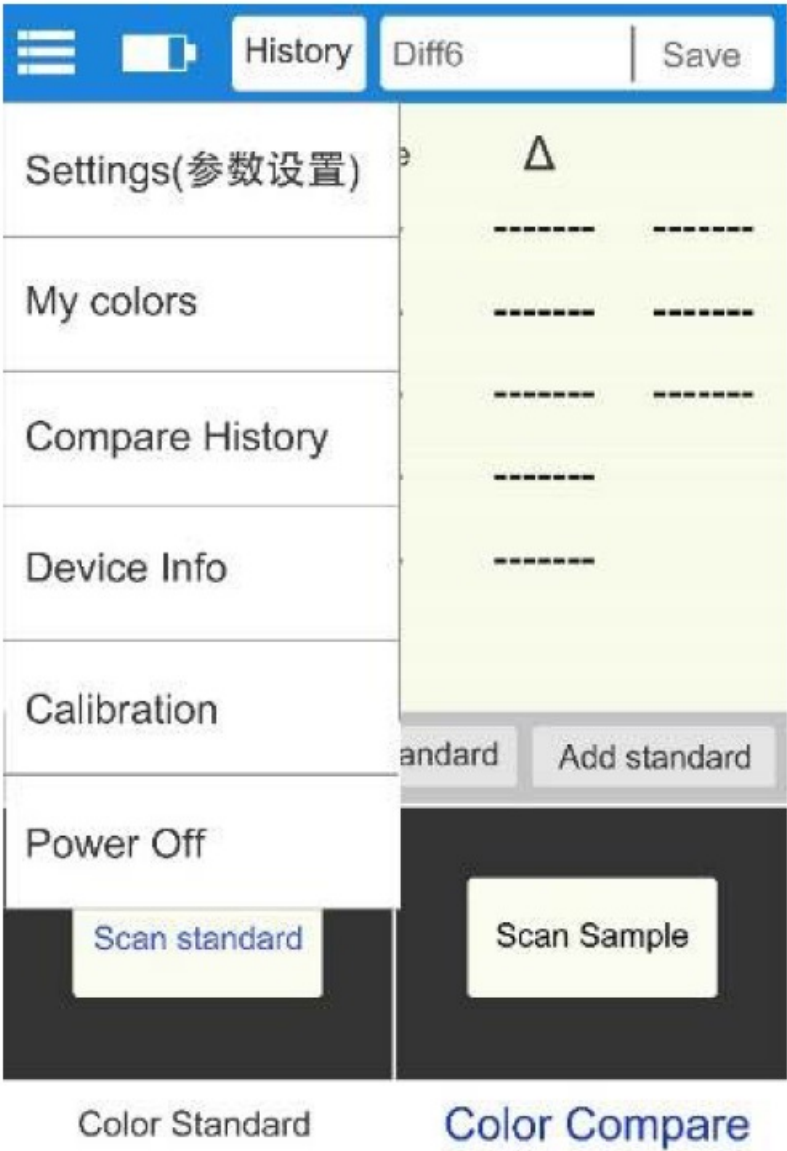 History Diff6 Save
Settings(参数设置)
Δ
------- -------
My colors
------- -------
------- -------
Compare History
-------
Device Info
-------
Calibration
andard Add standard
Power Off
Scan standard Scan Sample
Color Standard Color Compare